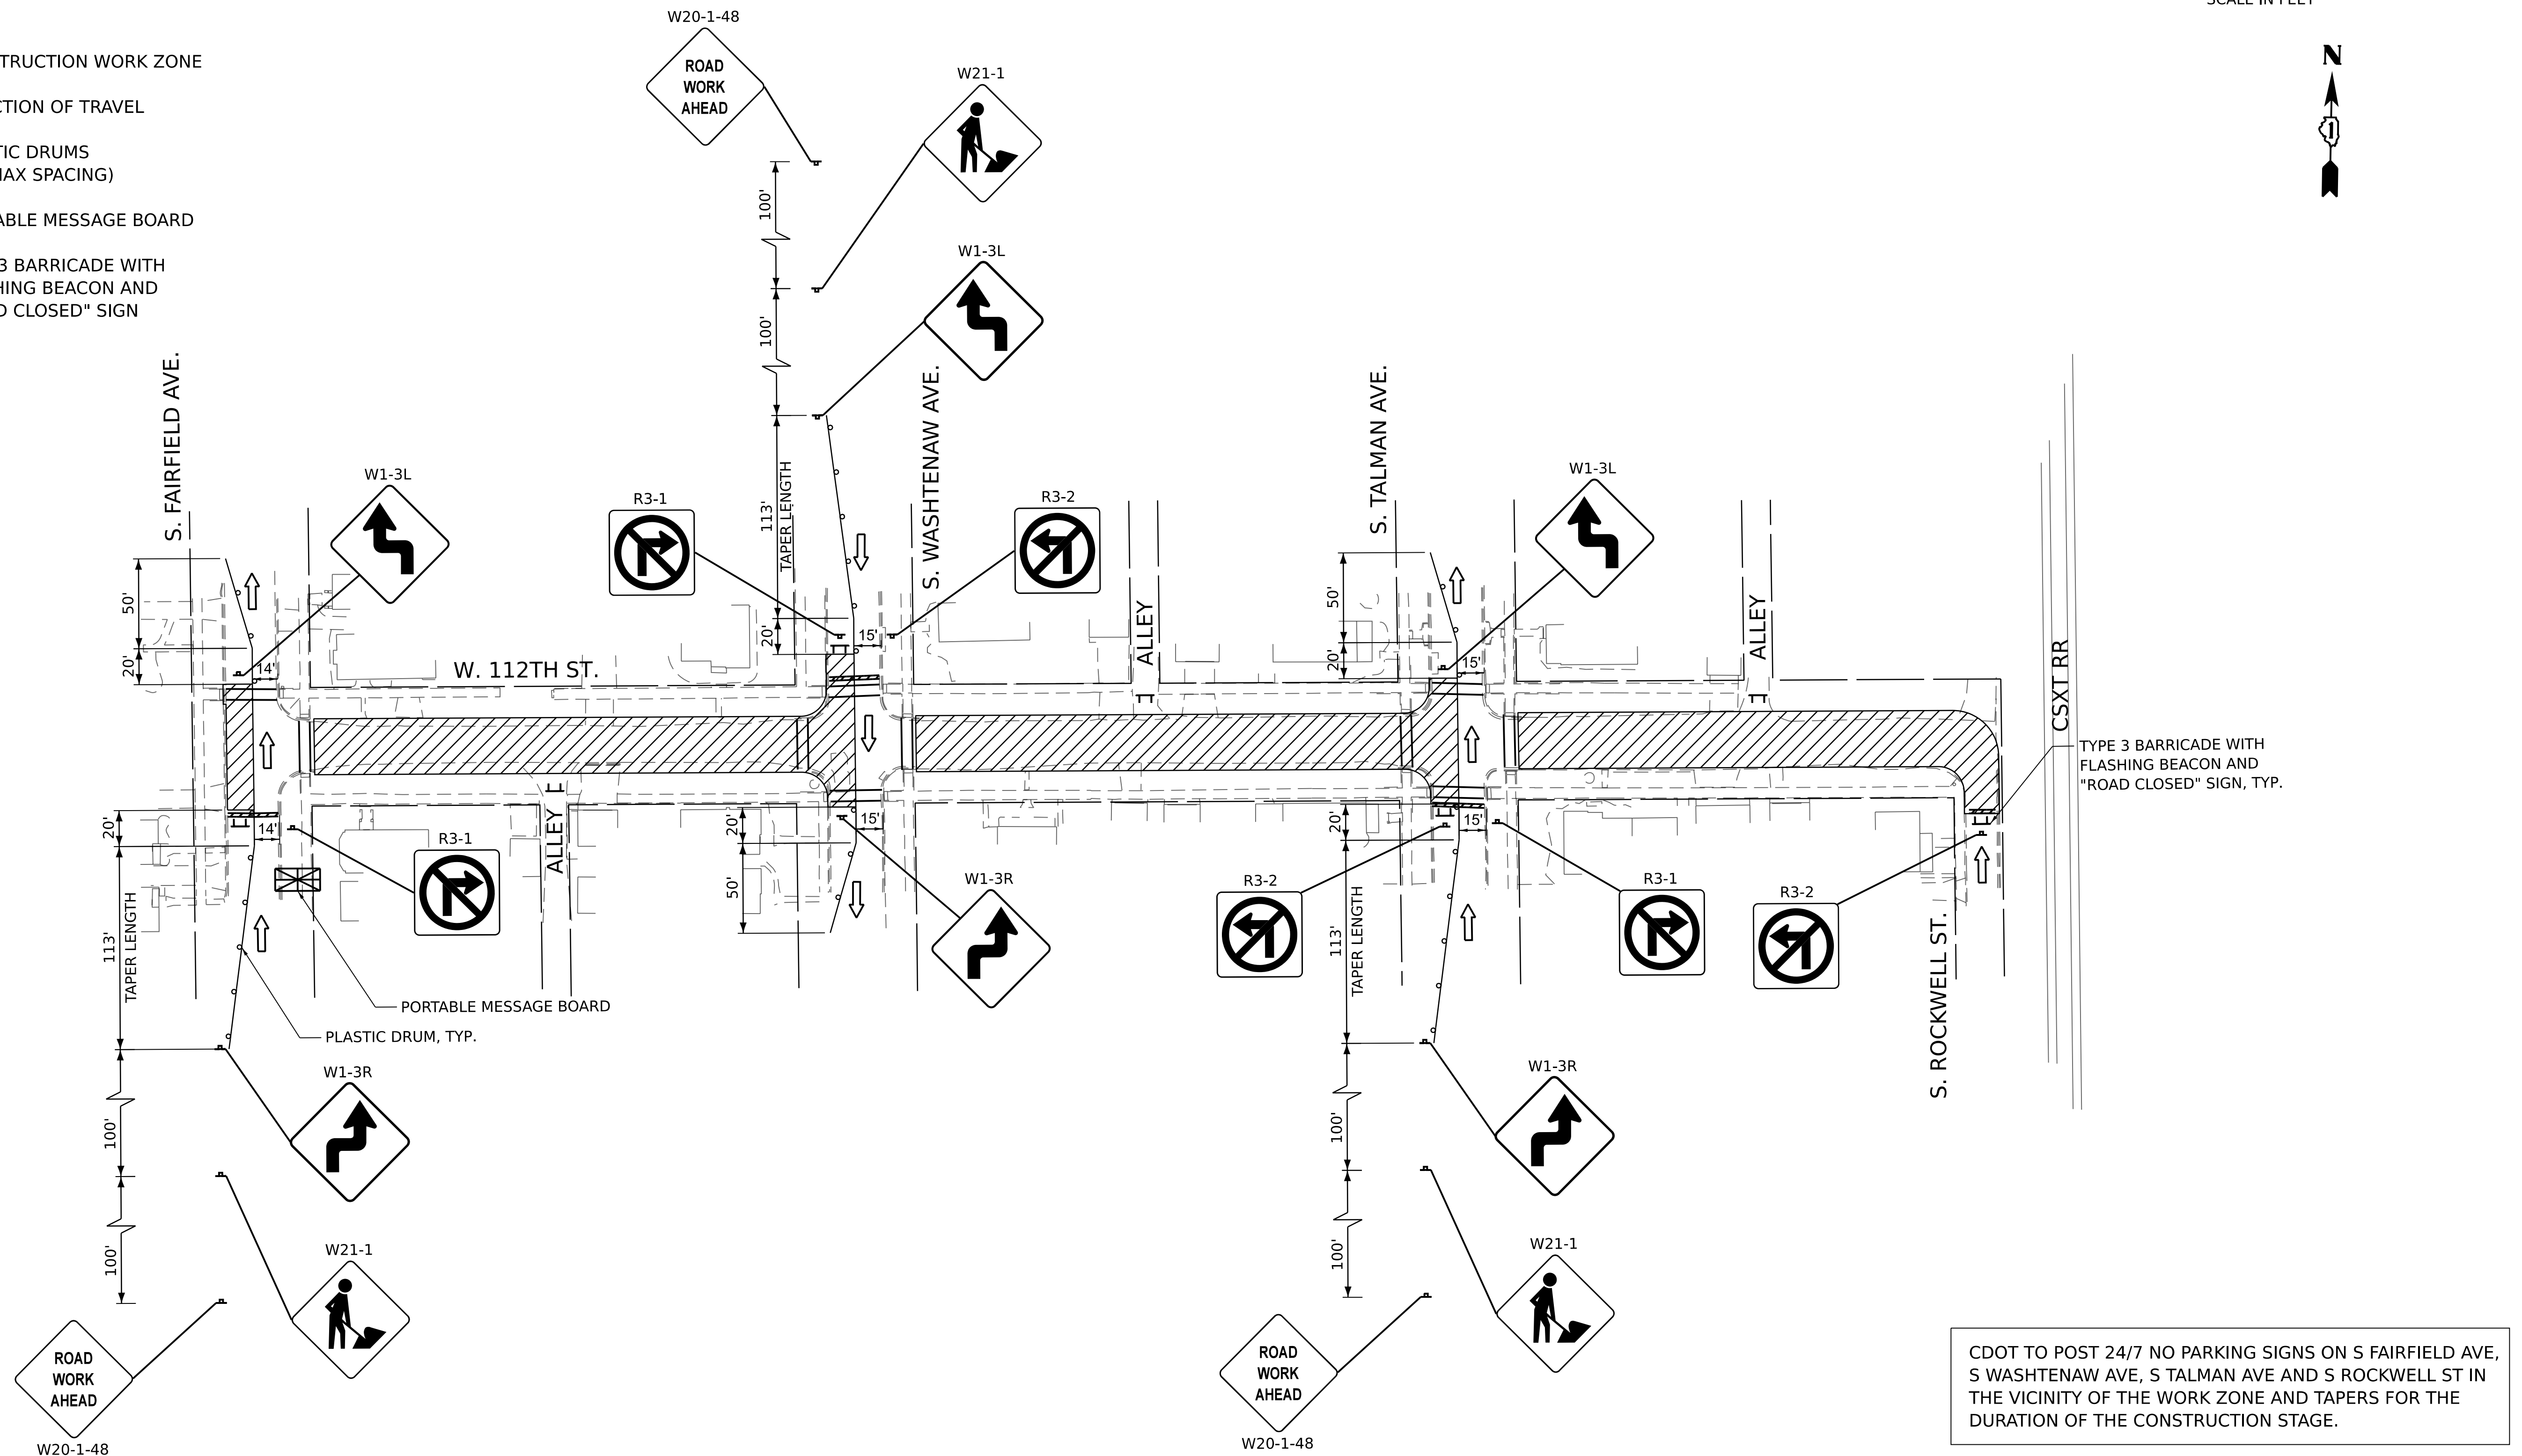 SCALE IN FEET
TRUCTION WORK ZONE
CTION OF TRAVEL
TIC DRUMS
MAX SPACING)
ABLE MESSAGE BOARD
3 BARRICADE WITH
HING BEACON AND
D CLOSED" SIGN
N
W20-1-48
ROAD
WORK
AHEAD
W21-1
100'
W1-3L
100'
S. FAIRFIELD AVE.
S. WASHTENAW AVE.
S. TALMAN AVE.
113'
TAPER LENGTH
W1-3L
R3-1
R3-2
W1-3L
50'
20'
14'
20'
15'
50'
20'
15'
W. 112TH ST.
ALLEY
ALLEY
CSXT RR
TYPE 3 BARRICADE WITH
FLASHING BEACON AND
"ROAD CLOSED" SIGN, TYP.
20'
14'
R3-1
ALLEY
20'
15'
50'
W1-3R
20'
15'
R3-2
R3-1
R3-2
113'
TAPER LENGTH
113'
TAPER LENGTH
S. ROCKWELL ST.
PORTABLE MESSAGE BOARD
PLASTIC DRUM, TYP.
W1-3R
100'
W21-1
100'
ROAD
WORK
AHEAD
W20-1-48
W1-3R
100'
W21-1
100'
ROAD
WORK
AHEAD
W20-1-48
CDOT TO POST 24/7 NO PARKING SIGNS ON S FAIRFIELD AVE,
S WASHTENAW AVE, S TALMAN AVE AND S ROCKWELL ST IN
THE VICINITY OF THE WORK ZONE AND TAPERS FOR THE
DURATION OF THE CONSTRUCTION STAGE.